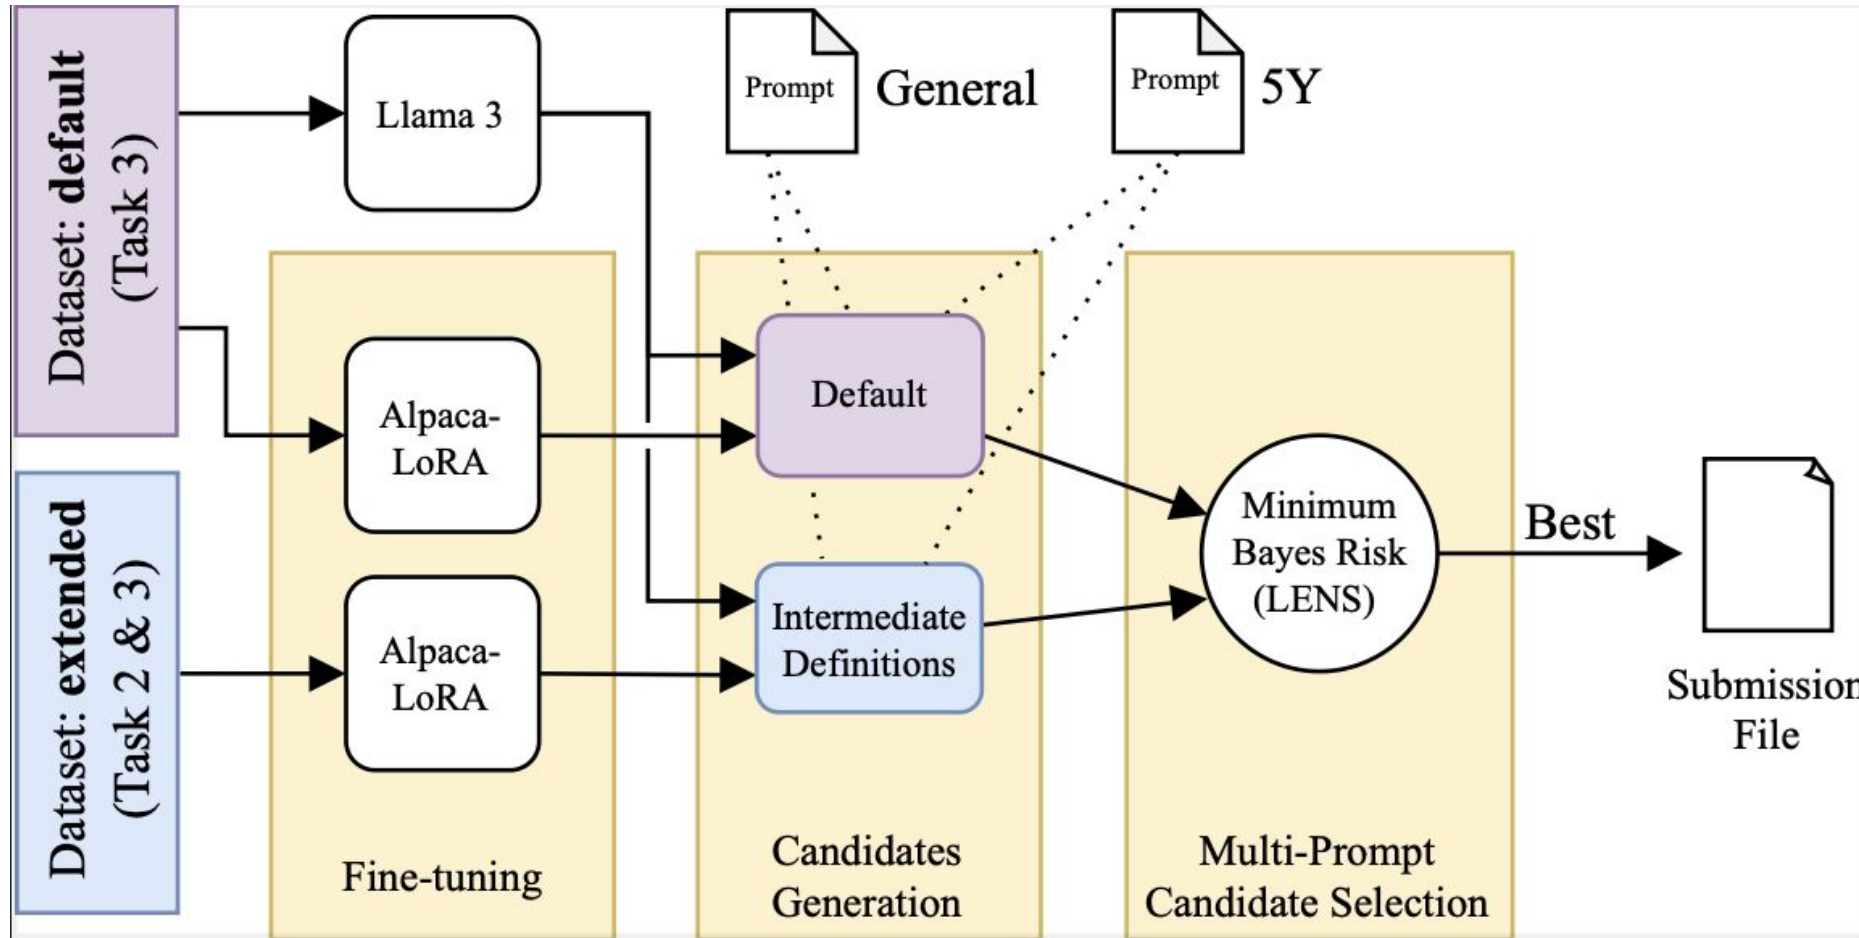 Dataset: default
(Task 3)
Dataset: extended
(Task 2 & 3)
Llama 3
Prompt
General
Prompt
5Y
Alpaca-
LoRA
Alpaca-
LoRA
Fine-tuning
Default
Intermediate
Definitions
Candidates
Generation
Minimum
Bayes Risk
(LENS)
Multi-Prompt
Candidate Selection
Best
Submission
File